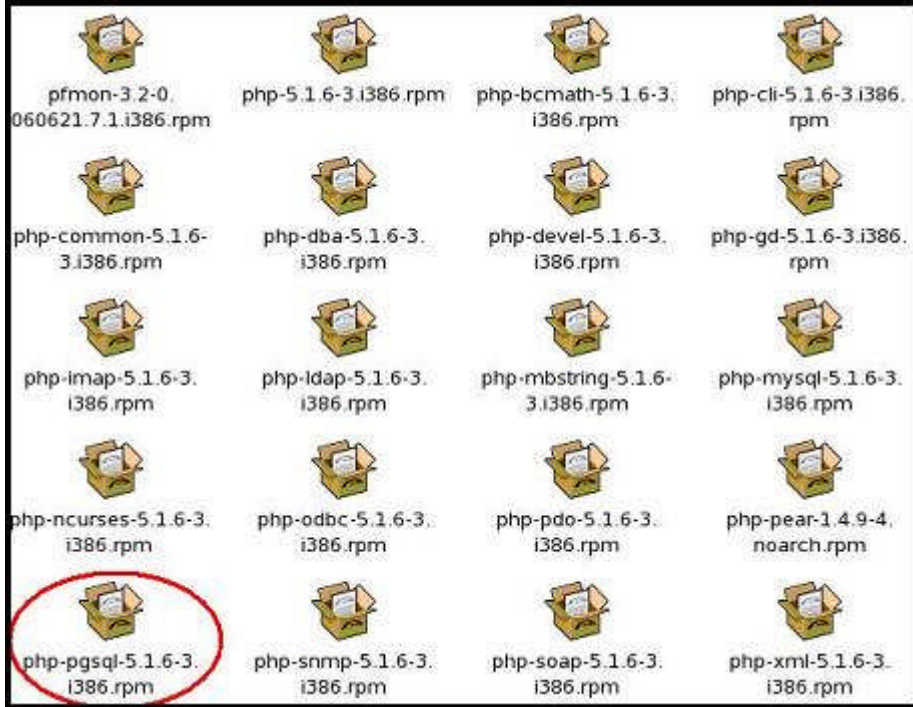 pfmon-3.2-0.
060621.7.1.i386.rpm
php-5.1.6-3.i386.rpm
php-bcmath-5.1.6-3.
i386.rpm
php-cli-5.1.6-3.i386.
rpm
php-common-5.1.6-
3.i386.rpm
php-dba-5.1.6-3.
i386.rpm
php-devel-5.1.6-3.
i386.rpm
php-gd-5.1.6-3.i386.
rpm
php-imap-5.1.6-3.
i386.rpm
php-ldap-5.1.6-3.
i386.rpm
php-mbstring-5.1.6-
3.i386.rpm
php-mysql-5.1.6-3.
i386.rpm
php-ncurses-5.1.6-3.
i386.rpm
php-odbc-5.1.6-3.
i386.rpm
php-pdo-5.1.6-3.
i386.rpm
php-pear-1.4.9-4.
noarch.rpm
php-pgsql-5.1.6-3.
i386.rpm
php-snmp-5.1.6-3.
i386.rpm
php-soap-5.1.6-3.
i386.rpm
php-xml-5.1.6-3.
i386.rpm